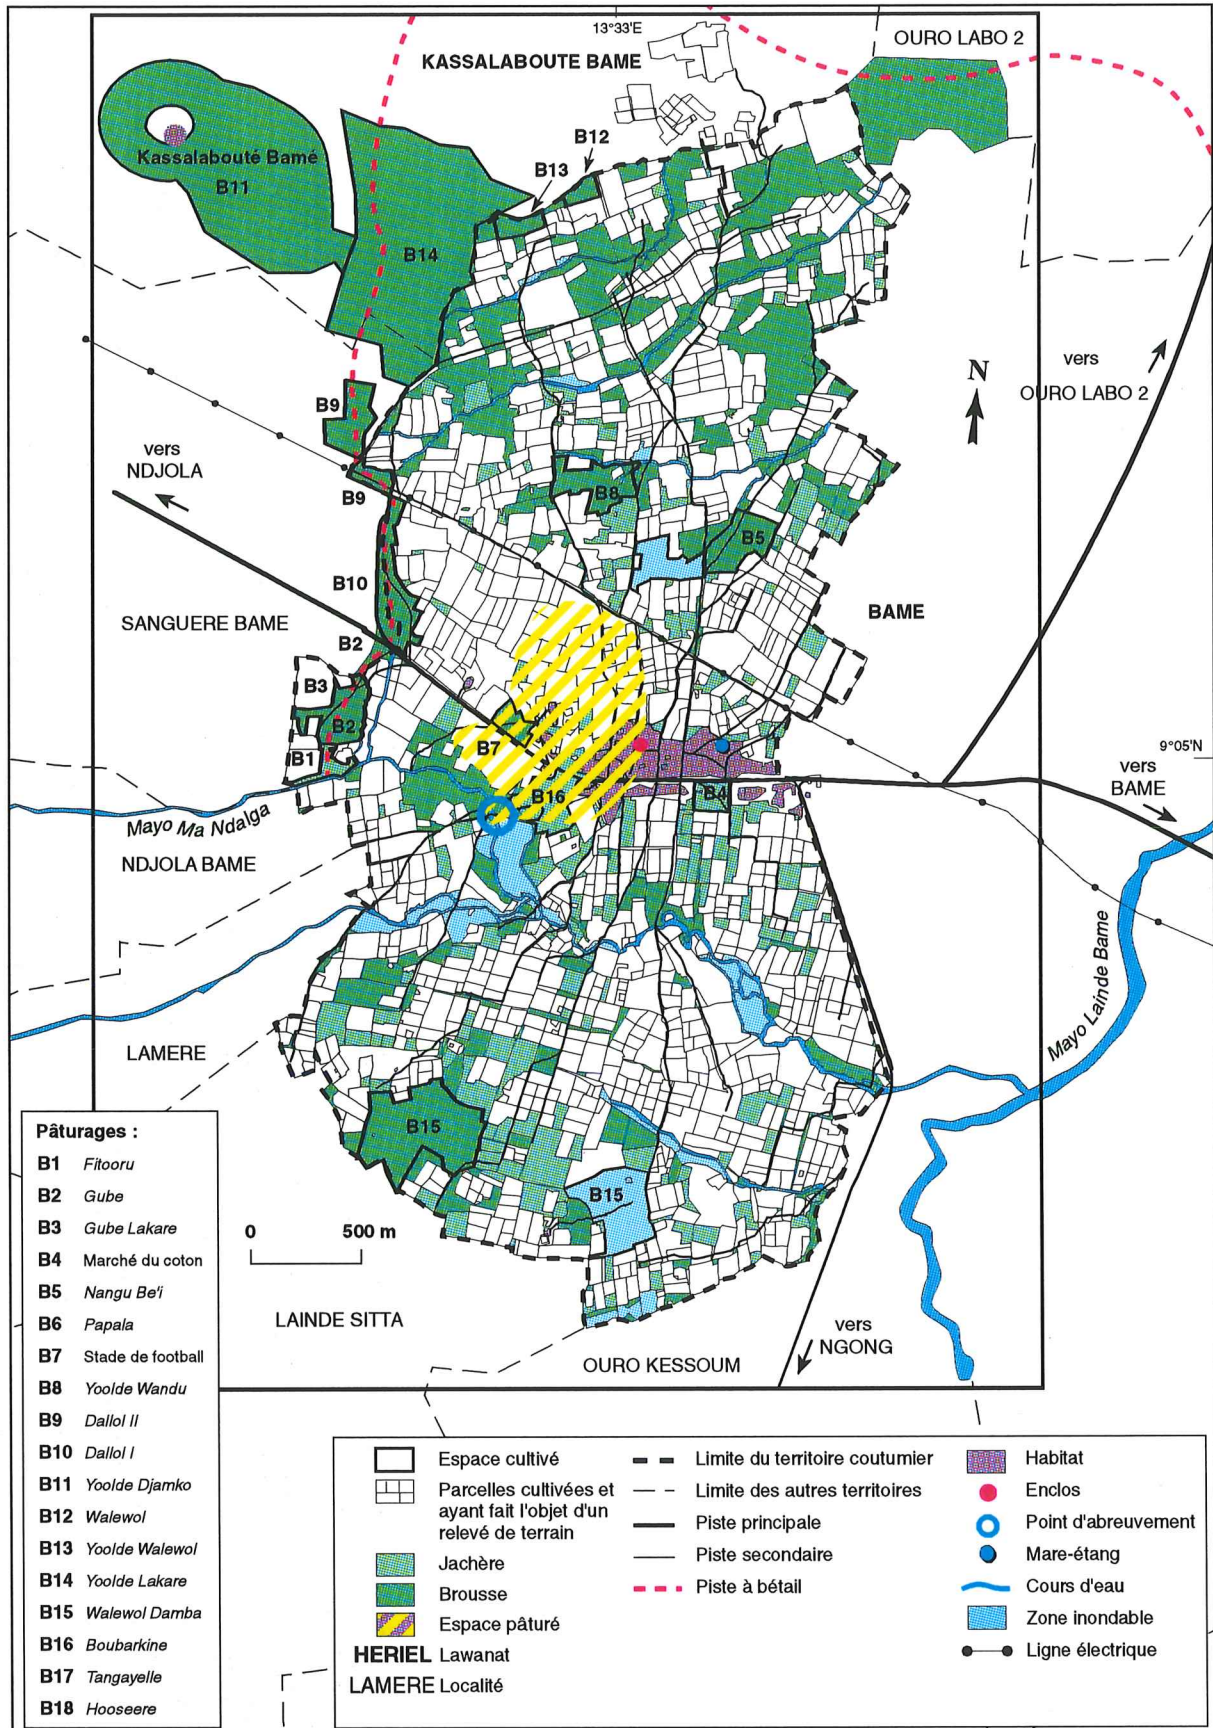 13°33'E
OURO LABO 2
KASSALABOUTE BAME
B12
B13
Kassalabouté Bamé
B11
B14
vers
OURO LABO 2
N
B9
vers
NDJOLA
B9
B8
B5
B10
SANGUERE BAME
BAME
B2
B3
B2
B1
B7
9°05'N
vers
BAME
B16
B4
Mayo Ma Ndalga
NDJOLA BAME
Mayo Lainde Bame
LAMERE
B15
B15
0 500 m
LAINDE SITTA
vers
NGONG
OURO KESSOUM
Pâturages :
B1 Fitooru
B2 Gube
B3 Gube Lakare
B4 Marché du coton
B5 Nangu Be'i
B6 Papala
B7 Stade de football
B8 Yoolde Wandu
B9 Dallol II
B10 Dallol I
B11 Yoolde Djamko
B12 Walewol
B13 Yoolde Walewol
B14 Yoolde Lakare
B15 Walewol Damba
B16 Boubarkine
B17 Tangayelle
B18 Hooseere
Espace cultivé
Parcelles cultivées et
ayant fait l'objet d'un
relevé de terrain
Jachère
Brousse
Espace pâturé
HERIEL Lawanat
LAMERE Localité
Limite du territoire coutumier
Limite des autres territoires
Piste principale
Piste secondaire
Piste à bétail
Habitat
Enclos
Point d'abreuvement
Mare-étang
Cours d'eau
Zone inondable
Ligne électrique